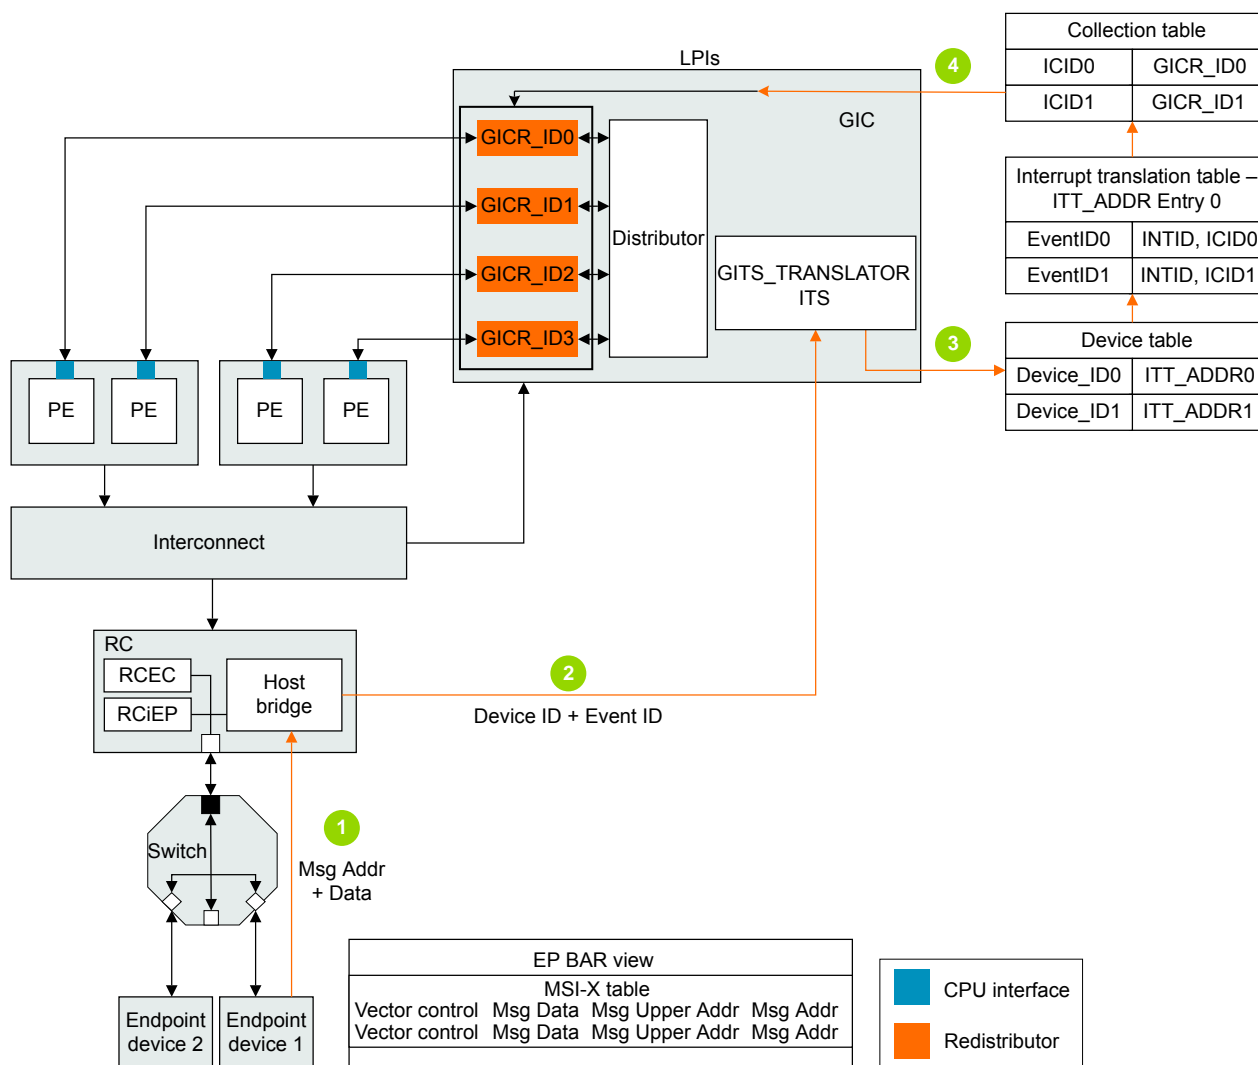 Collection table
ICID0 GICR_ID0
ICID1 GICR_ID1
4
LPIs
GIC
GICR_ID0
GICR_ID1
GICR_ID2
GICR_ID3
Distributor
GITS_TRANSLATOR
ITS
Interrupt translation table –
ITT_ADDR Entry 0
EventID0 INTID, ICID0
EventID1 INTID, ICID1
3
Device table
Device_ID0 ITT_ADDR0
Device_ID1 ITT_ADDR1
PE PE PE PE
Interconnect
RC
RCEC
RCiEP
Host
bridge
2
Device ID + Event ID
1
Msg Addr
+ Data
Switch
Endpoint
device 2
Endpoint
device 1
EP BAR view
MSI-X table
Vector control Msg Data Msg Upper Addr Msg Addr
Vector control Msg Data Msg Upper Addr Msg Addr
CPU interface
Redistributor